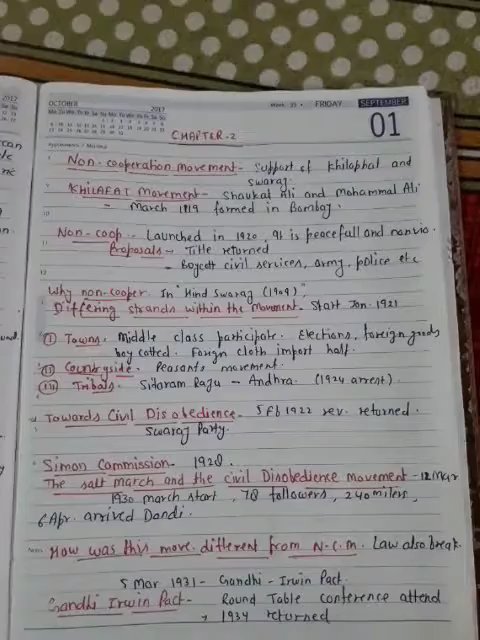 OCTOBER 2017
FRIDAY SEPTEMBER
01
Appointments / Meetings
CHAPTER-2
Non-cooperation movement - Support of Khilaphat and
swaraj.
KHILAFAT Movement - Shaukat Ali and Mohammal Ali
- March 1919 formed in Bombay.
Non-coop - Launched in 1920, It is peacefull and nonvio.
Proposals - Title returned
- Boycott civil services, army, police etc
Why non-cooper. In "Hind Swaraj (1909)"
Differing strands within the Movement. Start Jan. 1921
(i) Towns. Middle class participate. Elections, foreign goods
boycotted. Foreign cloth import half.
(ii) Countryside. Peasants movement.
(iii) Tribals. Sitaram Raju - Andhra. (1924 arrest).
Towards Civil Disobedience - 5 Fb 1922 rev. returned.
Swaraj Party.
Simon Commission - 1928.
The salt march and the civil Disobedience movement - 12 Mar
1930 march start, 78 followers, 240 milers,
6 Apr. arrived Dandi.
Notes How was this move. different from N.C.M. Law also break.
5 Mar 1931 - Gandhi - Irwin Pact.
Gandhi Irwin Pact - Round Table conference attend
1934 returned